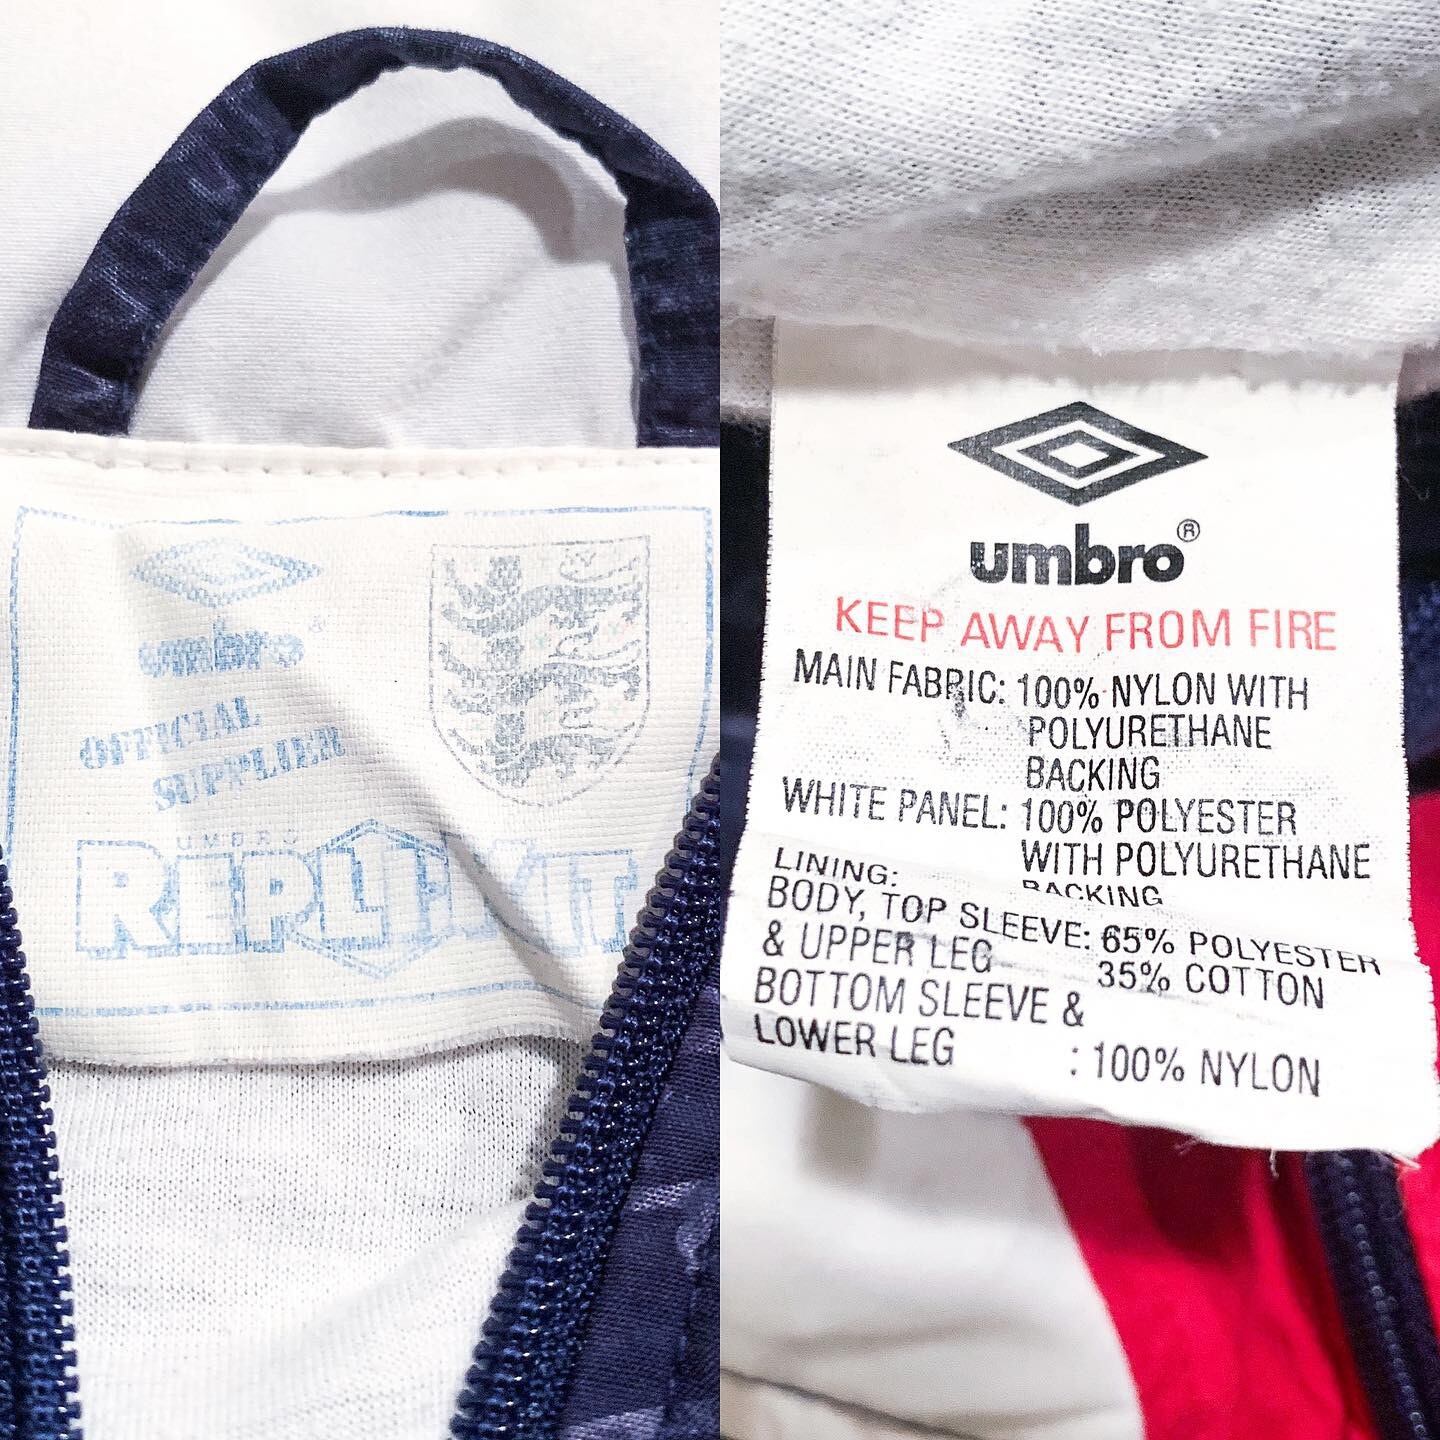 umbro®
OFFICIAL
SUPPLIER
UMBRO
REPLIKIT
umbro®
KEEP AWAY FROM FIRE
MAIN FABRIC: 100% NYLON WITH
POLYURETHANE
BACKING
WHITE PANEL: 100% POLYESTER
WITH POLYURETHANE
BACKING
LINING:
BODY, TOP SLEEVE: 65% POLYESTER
& UPPER LEG 35% COTTON
BOTTOM SLEEVE &
LOWER LEG : 100% NYLON